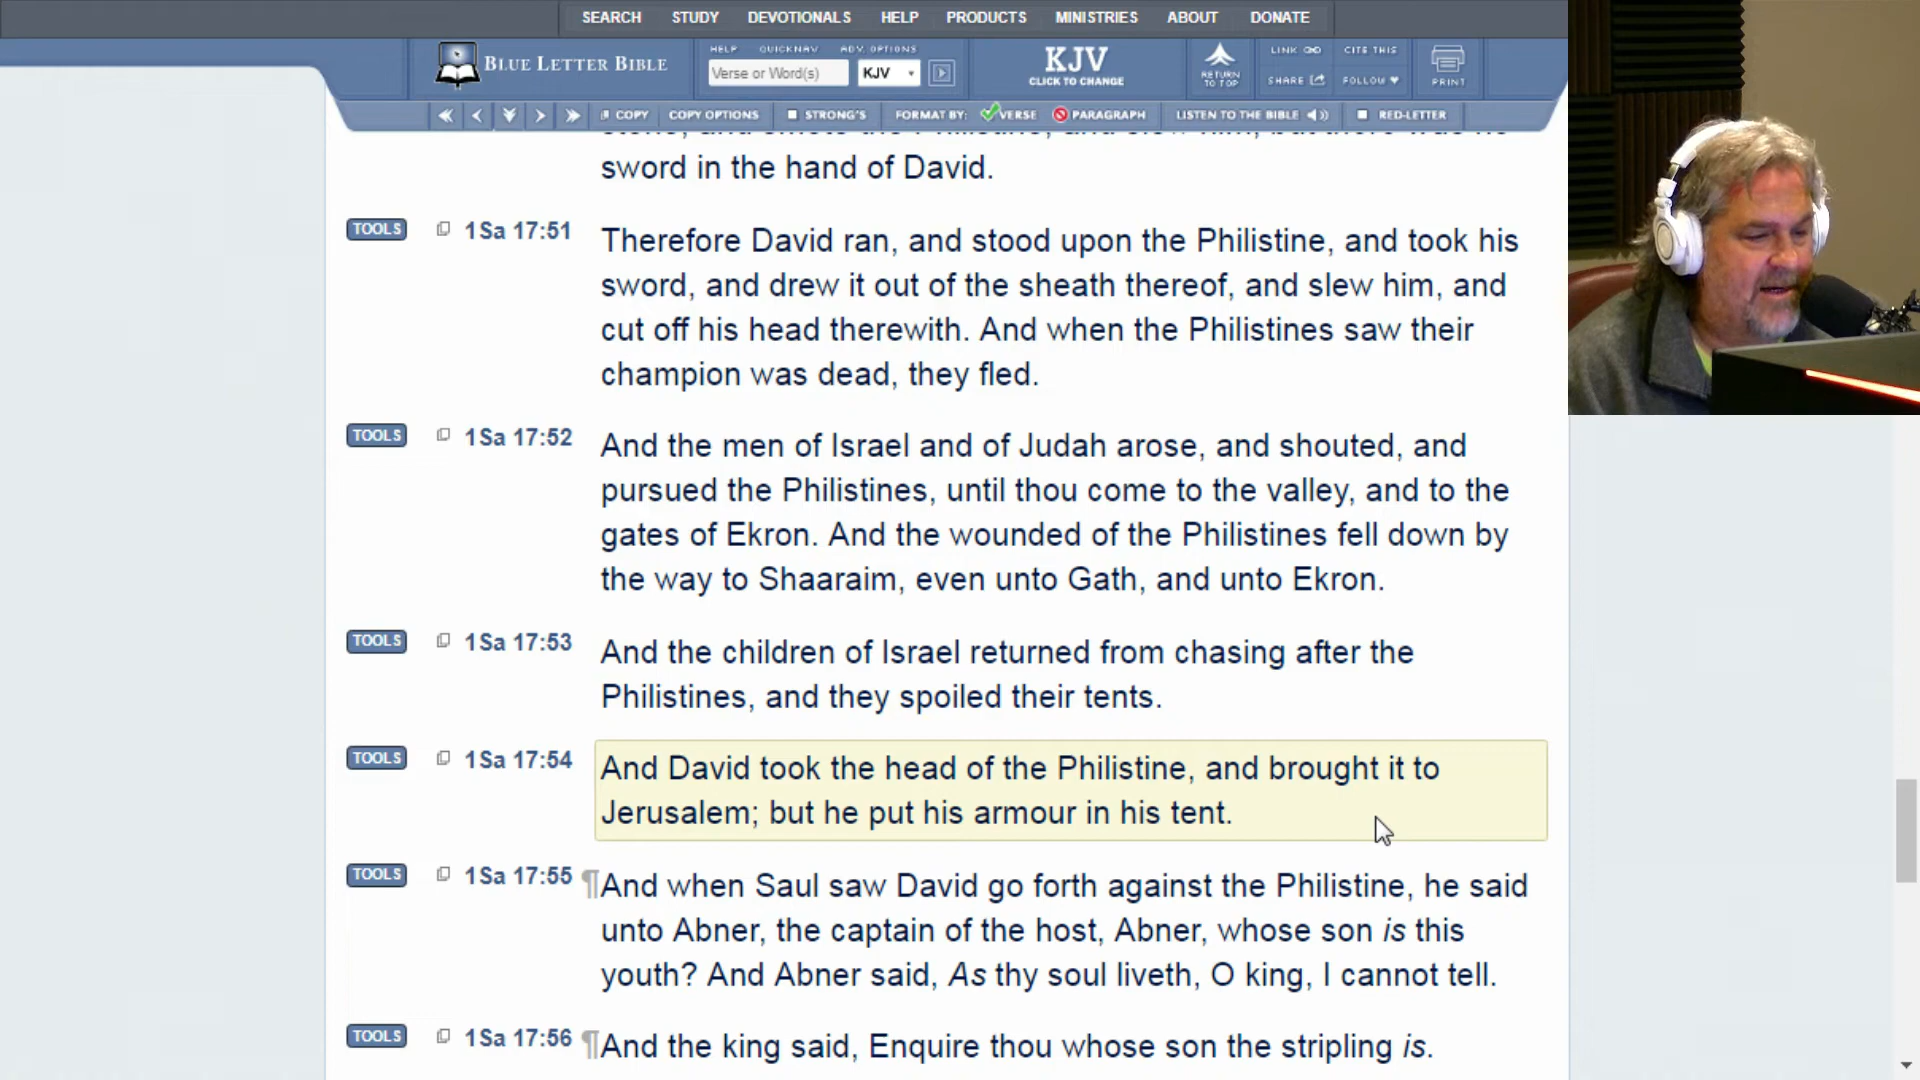 SEARCH STUDY DEVOTIONALS HELP PRODUCTS MINISTRIES ABOUT DONATE
BLUE LETTER BIBLE
HELP QUICKNAV ADV. OPTIONS
Verse or Word(s) KJV
KJV
CLICK TO CHANGE
RETURN
TO TOP
LINK CITE THIS
SHARE FOLLOW
PRINT
COPY COPY OPTIONS STRONG'S FORMAT BY: VERSE PARAGRAPH LISTEN TO THE BIBLE RED-LETTER
sword in the hand of David.
TOOLS 1Sa 17:51 Therefore David ran, and stood upon the Philistine, and took his
sword, and drew it out of the sheath thereof, and slew him, and
cut off his head therewith. And when the Philistines saw their
champion was dead, they fled.
TOOLS 1Sa 17:52 And the men of Israel and of Judah arose, and shouted, and
pursued the Philistines, until thou come to the valley, and to the
gates of Ekron. And the wounded of the Philistines fell down by
the way to Shaaraim, even unto Gath, and unto Ekron.
TOOLS 1Sa 17:53 And the children of Israel returned from chasing after the
Philistines, and they spoiled their tents.
TOOLS 1Sa 17:54 And David took the head of the Philistine, and brought it to
Jerusalem; but he put his armour in his tent.
TOOLS 1Sa 17:55 ¶And when Saul saw David go forth against the Philistine, he said
unto Abner, the captain of the host, Abner, whose son is this
youth? And Abner said, As thy soul liveth, O king, I cannot tell.
TOOLS 1Sa 17:56 ¶And the king said, Enquire thou whose son the stripling is.